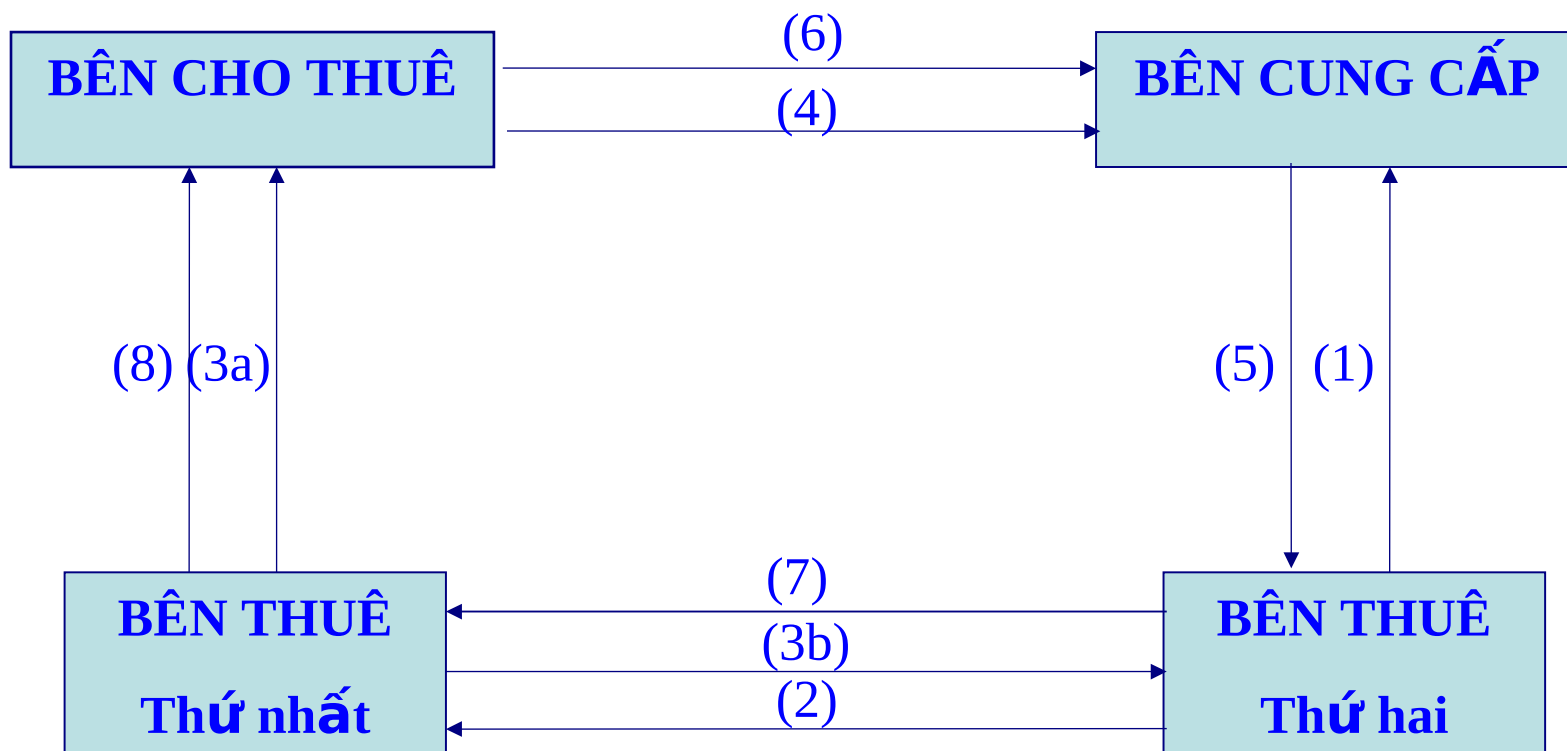 (6)
BÊN CHO THUÊ
BÊN CUNG CẤP
(4)
(8) (3a)
(5) (1)
(7)
BÊN THUÊ
Thứ nhất
(3b)
(2)
BÊN THUÊ
Thứ hai